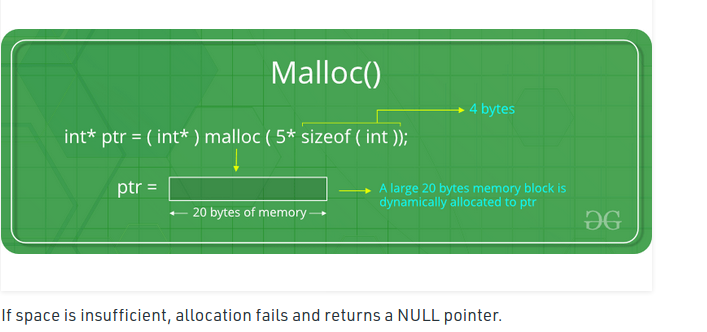 Malloc()
4 bytes
int* ptr = ( int* ) malloc ( 5* sizeof ( int ));
ptr =
A large 20 bytes memory block is
dynamically allocated to ptr
20 bytes of memory
If space is insufficient, allocation fails and returns a NULL pointer.